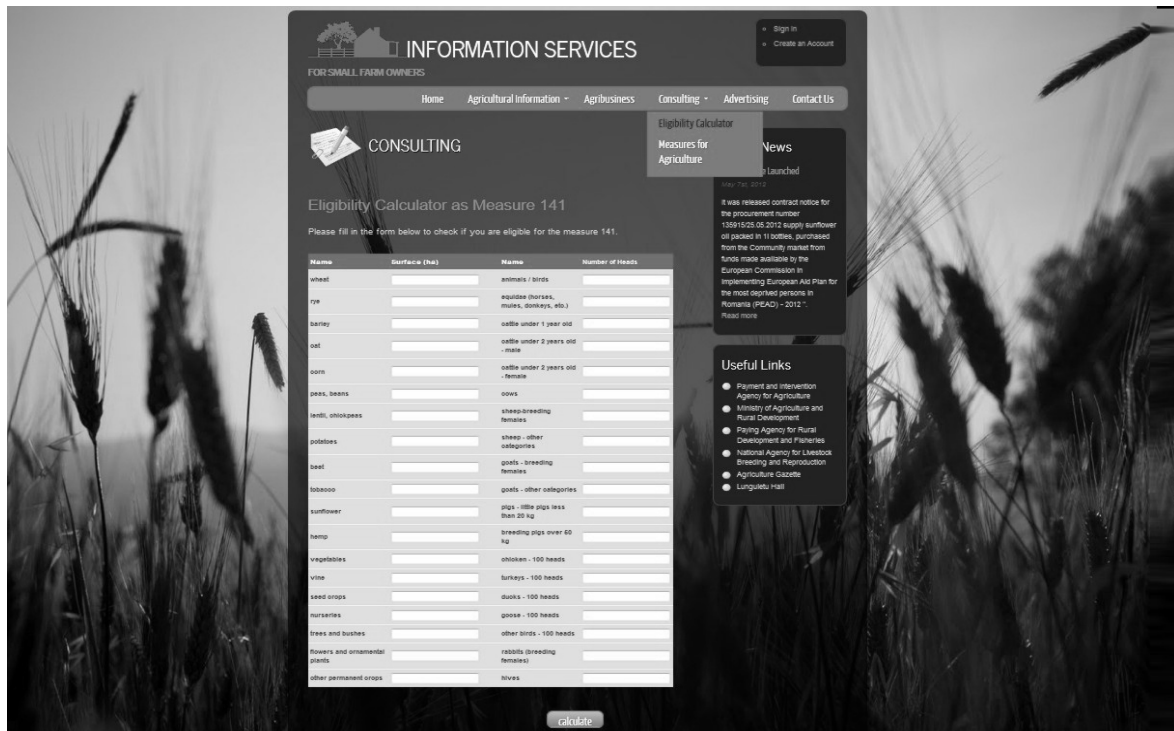 INFORMATION SERVICES
FOR SMALL FARM OWNERS
Sign In
Create an Account
Home
Agricultural Information
Agribusiness
Consulting
Advertising
Contact Us
Eligibility Calculator
Measures for
Agriculture
CONSULTING
Eligibility Calculator as Measure 141
Please fill in the form below to check if you are eligible for the measure 141.
Name Surface (ha) Name Number of Heads
wheat animals / birds
rye equidae (horses,
mules, donkeys, etc.)
barley cattle under 1 year old
oat cattle under 2 years old
- male
corn cattle under 2 years old
- female
peas, beans cows
lentil, chickpeas sheep-breeding
females
potatoes sheep - other
categories
beet goats - breeding
females
tobacco goats - other categories
sunflower pigs - little pigs less
than 20 kg
hemp breeding pigs over 50
kg
vegetables chicken - 100 heads
vine turkeys - 100 heads
seed crops ducks - 100 heads
nurseries goose - 100 heads
trees and bushes other birds - 100 heads
flowers and ornamental
plants
rabbits (breeding
females)
other permanent crops hives
calculate
News
Launched
May 7st, 2012
It was released contract notice for
the procurement number
135915/25.05.2012 supply sunflower
oil packed in 1l bottles, purchased
from the Community market from
funds made available by the
European Commission in
Implementing European Aid Plan for
the most deprived persons in
Romania (PEAD) - 2012 ".
Read more
Useful Links
Payment and Intervention
Agency for Agriculture
Ministry of Agriculture and
Rural Development
Paying Agency for Rural
Development and Fisheries
National Agency for Livestock
Breeding and Reproduction
Agriculture Gazette
Lunguletu Hall